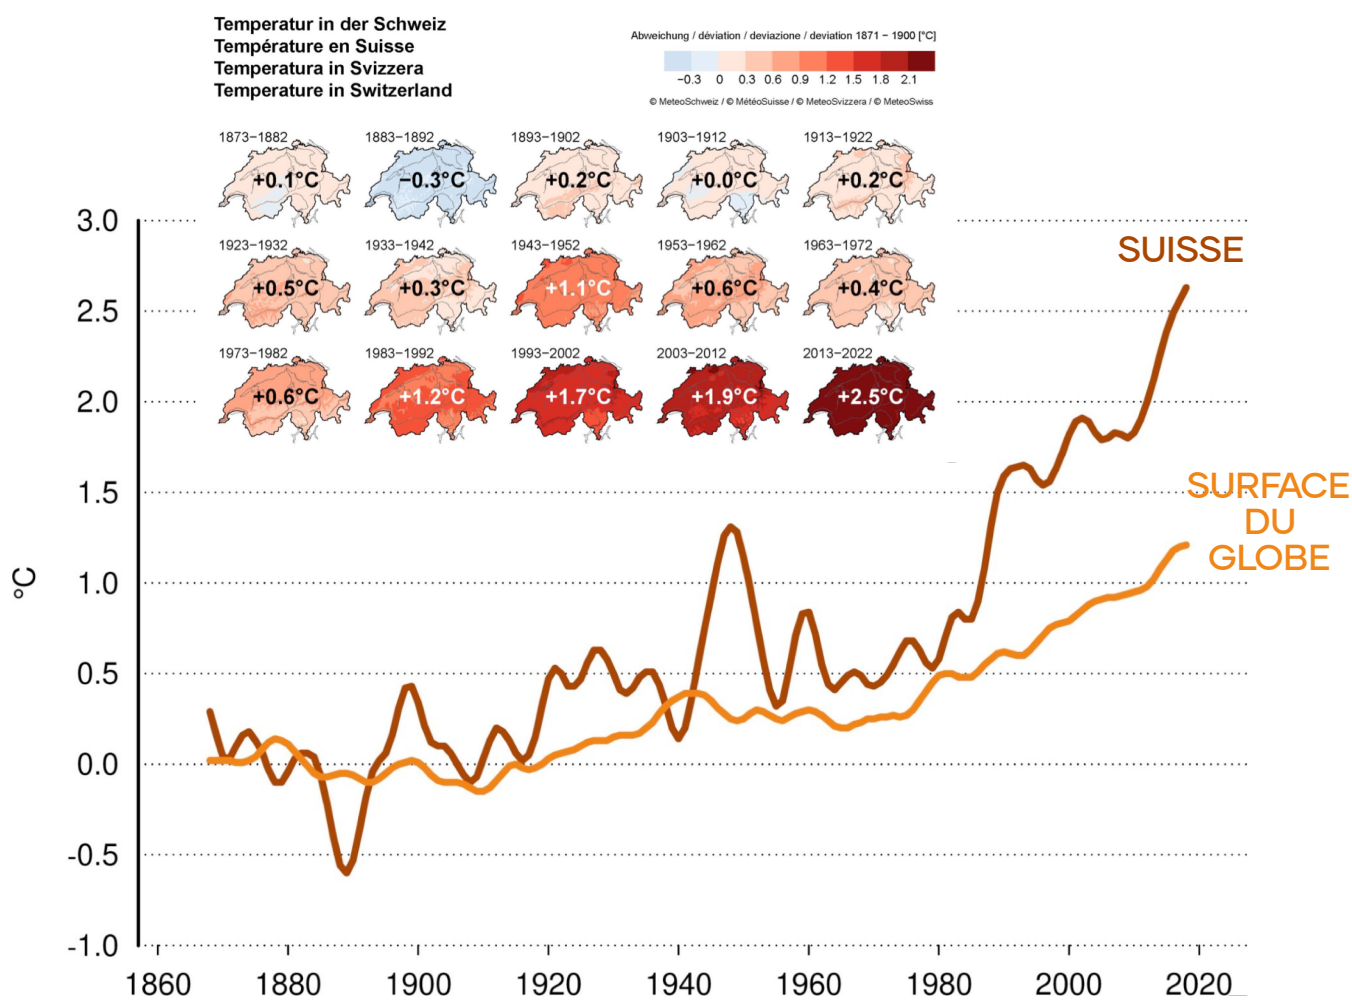 Temperatur in der Schweiz
Température en Suisse
Temperatura in Svizzera
Temperature in Switzerland
Abweichung / déviation / deviazione / deviation 1871 − 1900 [°C]
−0.3 0 0.3 0.6 0.9 1.2 1.5 1.8 2.1
© MeteoSchweiz / © MétéoSuisse / © MeteoSvizzera / © MeteoSwiss
1873−1882 1883−1892 1893−1902 1903−1912 1913−1922
+0.1°C −0.3°C +0.2°C +0.0°C +0.2°C
1923−1932 1933−1942 1943−1952 1953−1962 1963−1972
+0.5°C +0.3°C +1.1°C +0.6°C +0.4°C
1973−1982 1983−1992 1993−2002 2003−2012 2013−2022
+0.6°C +1.2°C +1.7°C +1.9°C +2.5°C
SUISSE
SURFACE
DU
GLOBE
°C
3.0
2.5
2.0
1.5
1.0
0.5
0.0
-0.5
-1.0
1860 1880 1900 1920 1940 1960 1980 2000 2020